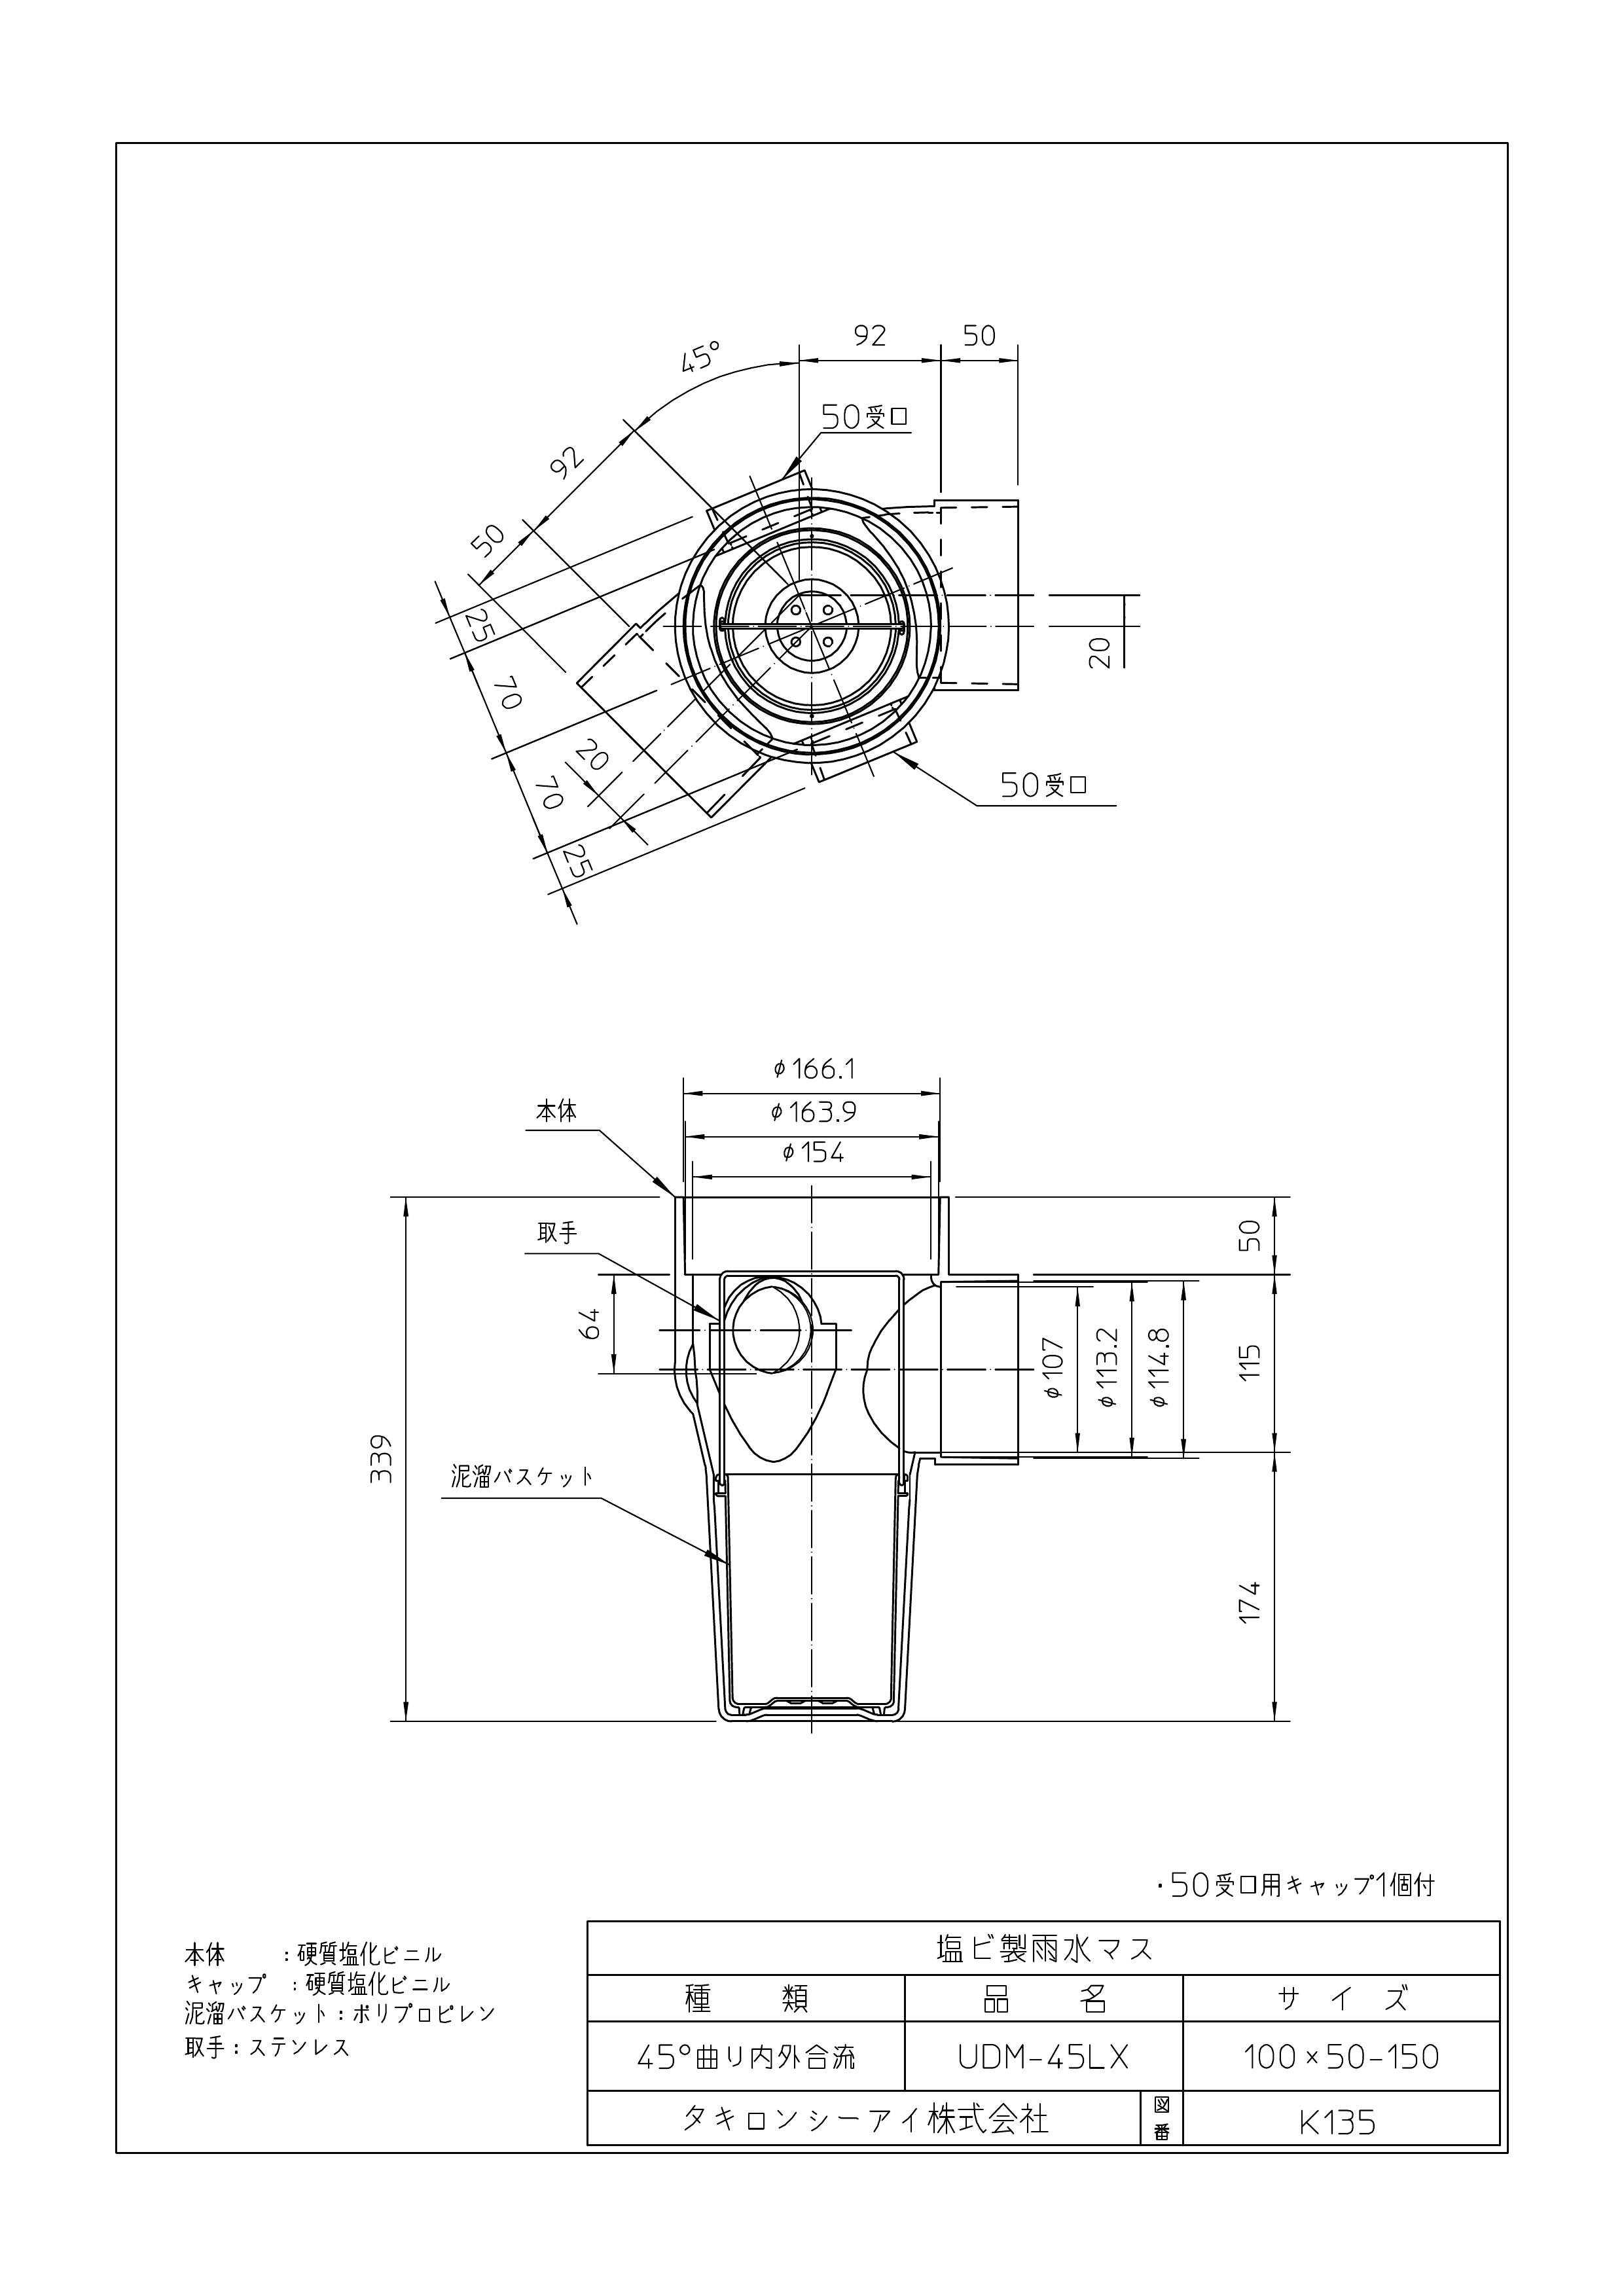 92
50
45°
50受口
92
50
25
70
20
70
25
20
50受口
φ166.1
φ163.9
φ154
本体
取手
64
339
泥溜バスケット
50
φ107
φ113.2
φ114.8
115
174
・50受口用キャップ1個付
本体 :硬質塩化ビニル
キャップ :硬質塩化ビニル
泥溜バスケット:ポリプロピレン
取手:ステンレス
塩ビ製雨水マス
種 類 品 名 サ イ ズ
45°曲り内外合流 UDM-45LX 100×50-150
タキロンシーアイ株式会社 図番 K135